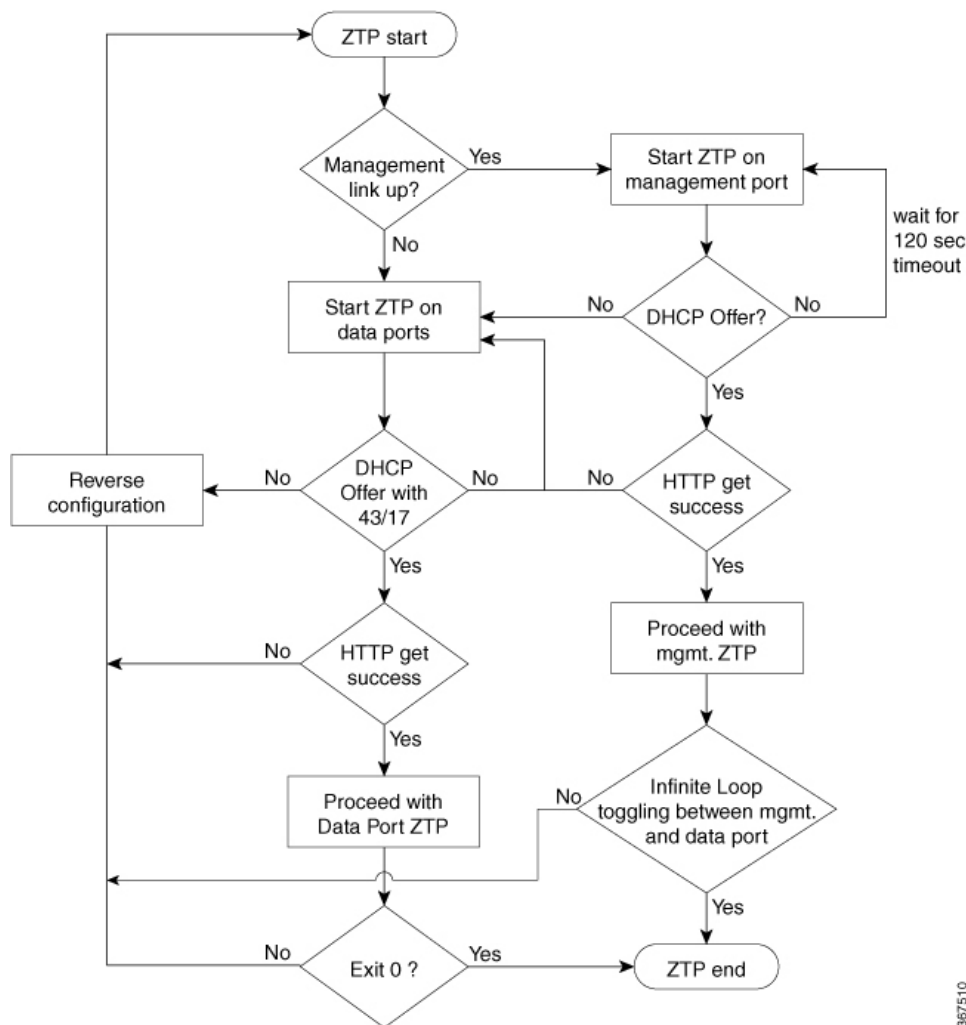 ZTP start
Management
link up?
Yes
Start ZTP on
management port
wait for
120 sec
timeout
No
Start ZTP on
data ports
No
DHCP Offer?
No
Yes
Reverse
configuration
No
DHCP
Offer with
43/17
No
No
HTTP get
success
Yes
Yes
No
HTTP get
success
Proceed with
mgmt. ZTP
Yes
Proceed with
Data Port ZTP
No
Infinite Loop
toggling between mgmt.
and data port
Yes
No
Exit 0 ?
Yes
ZTP end
367510